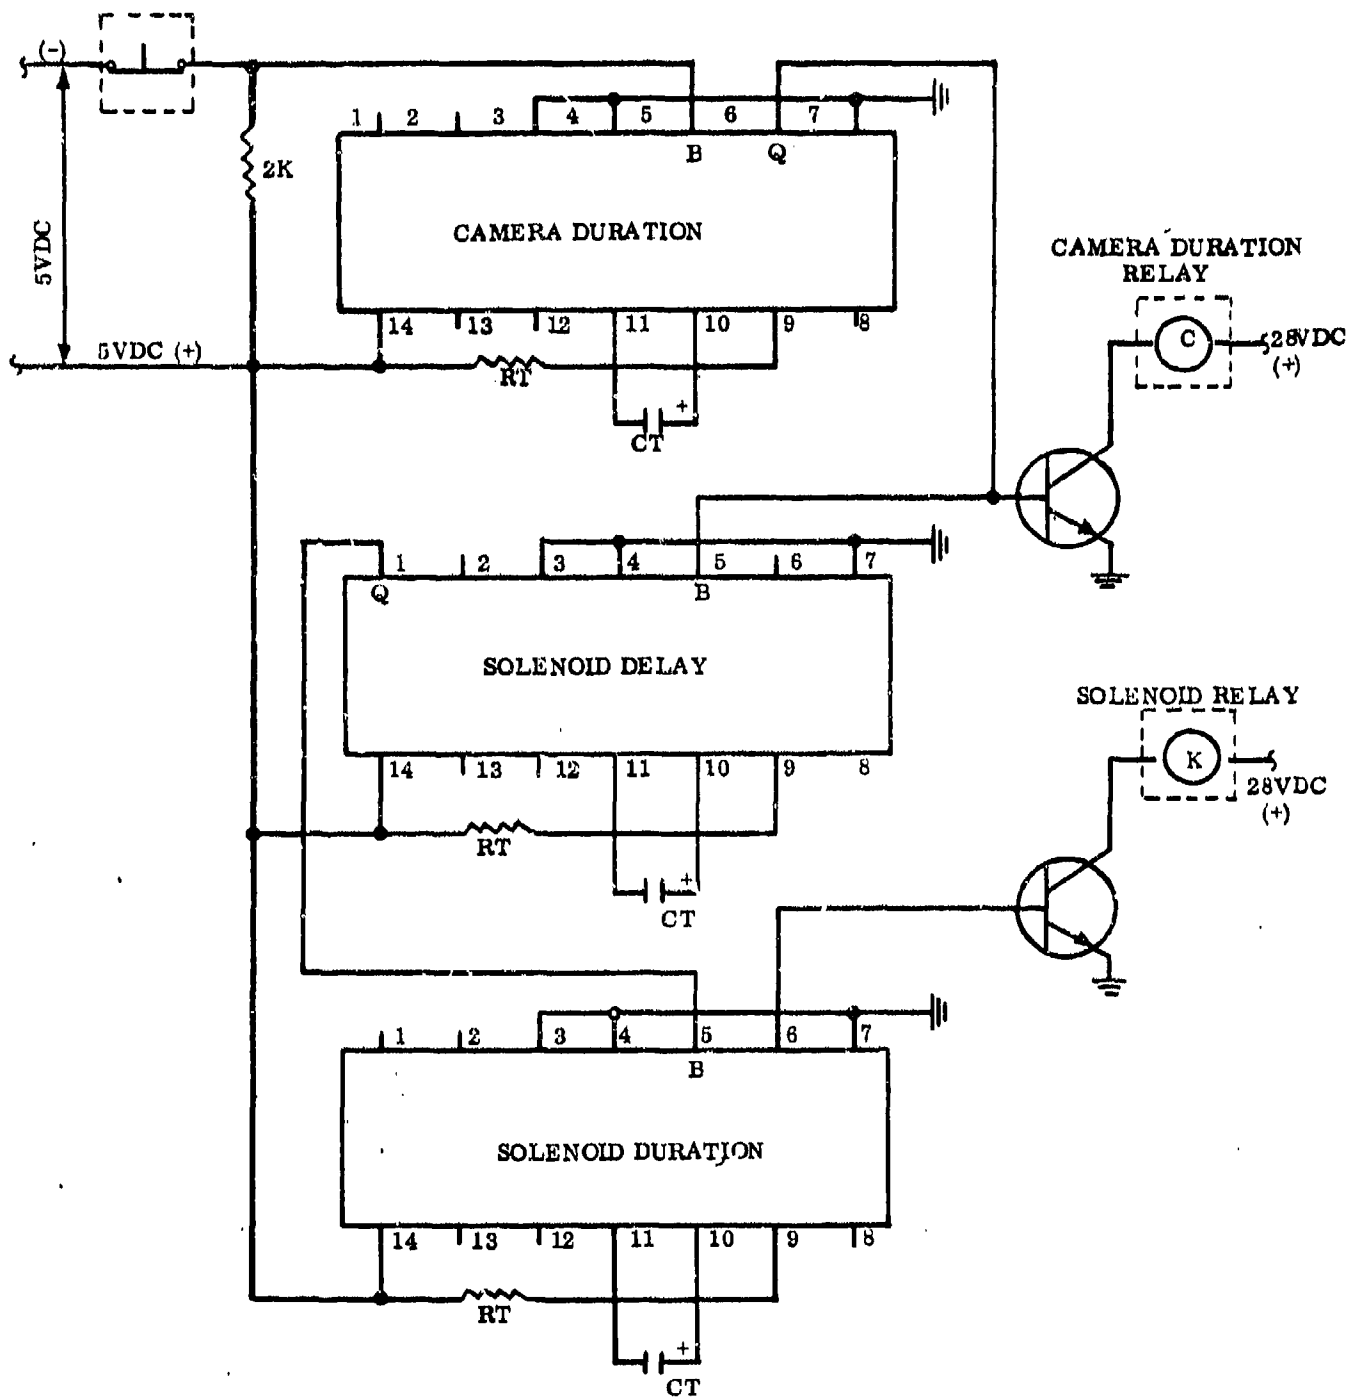 (-)
1 2 3 4 5 6 7
B Q
2K
5VDC
CAMERA DURATION
CAMERA DURATION
RELAY
C
28VDC
(+)
14 13 12 11 10 9 8
5VDC (+)
RT
+
CT
1 2 3 4 5 6 7
Q B
SOLENOID DELAY
SOLENOID RELAY
K
28VDC
(+)
14 13 12 11 10 9 8
RT
+
CT
1 2 3 4 5 6 7
B
SOLENOID DURATION
14 13 12 11 10 9 8
RT
+
CT